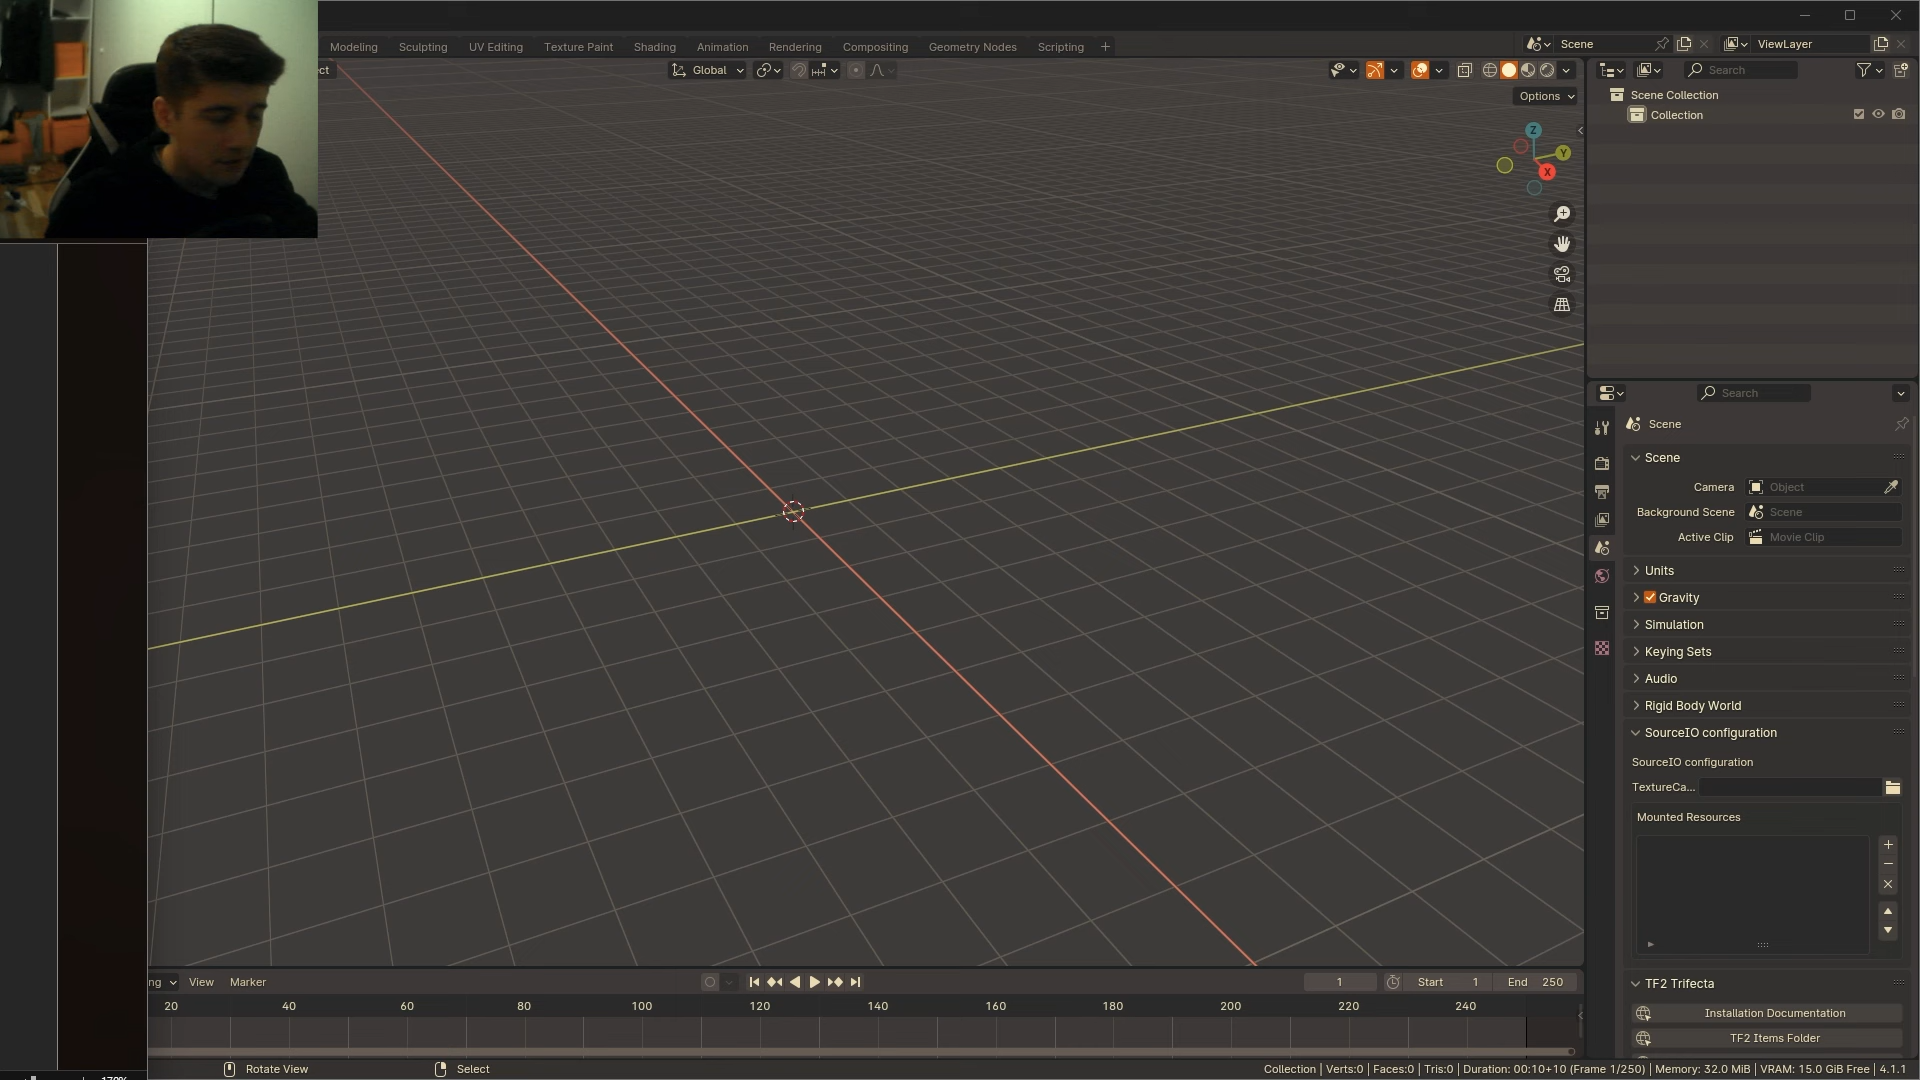 Modeling
Sculpting
UV Editing
Texture Paint
Shading
Animation
Rendering
Compositing
Geometry Nodes
Scripting
+
Scene
ViewLayer
ect
Global
Search
Options
Scene Collection
Collection
Z
Y
X
Search
Scene
Scene
Camera
Object
Background Scene
Scene
Active Clip
Movie Clip
Units
Gravity
Simulation
Keying Sets
Audio
Rigid Body World
SourceIO configuration
SourceIO configuration
TextureCa...
Mounted Resources
TF2 Trifecta
Installation Documentation
TF2 Items Folder
ng
View
Marker
1
Start 1
End 250
20 40 60 80 100 120 140 160 180 200 220 240
Rotate View
Select
Collection | Verts:0 | Faces:0 | Tris:0 | Duration: 00:10+10 (Frame 1/250) | Memory: 32.0 MiB | VRAM: 15.0 GiB Free | 4.1.1